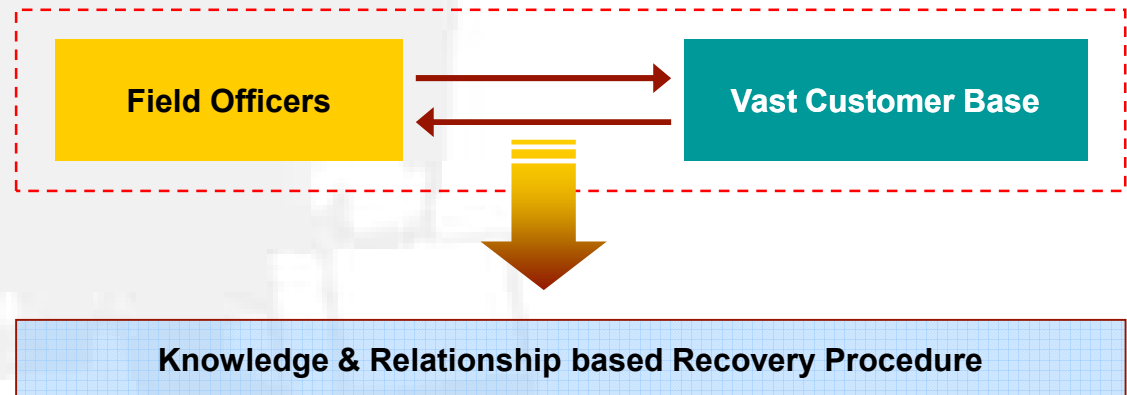 Field Officers
Vast Customer Base
Knowledge & Relationship based Recovery Procedure